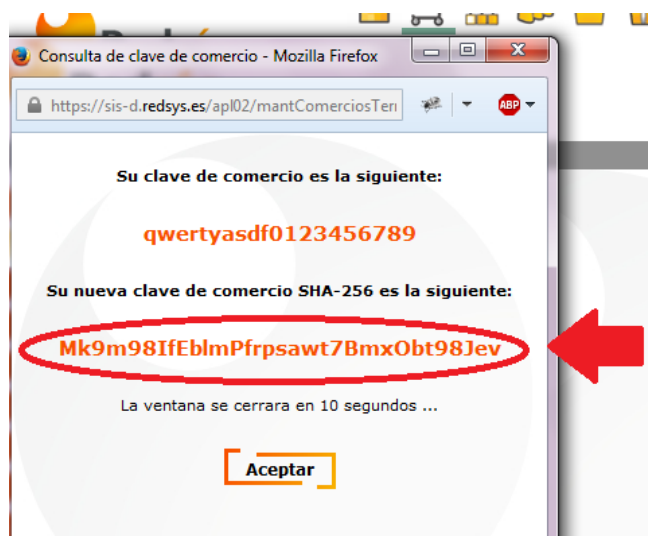 Consulta de clave de comercio - Mozilla Firefox
https://sis-d.redsys.es/apl02/mantComerciosTerı
ABP
Su clave de comercio es la siguiente:
qwertyasdf0123456789
Su nueva clave de comercio SHA-256 es la siguiente:
Mk9m98IfEblmPfrpsawt7BmxObt98Jev
La ventana se cerrara en 10 segundos ...
Aceptar